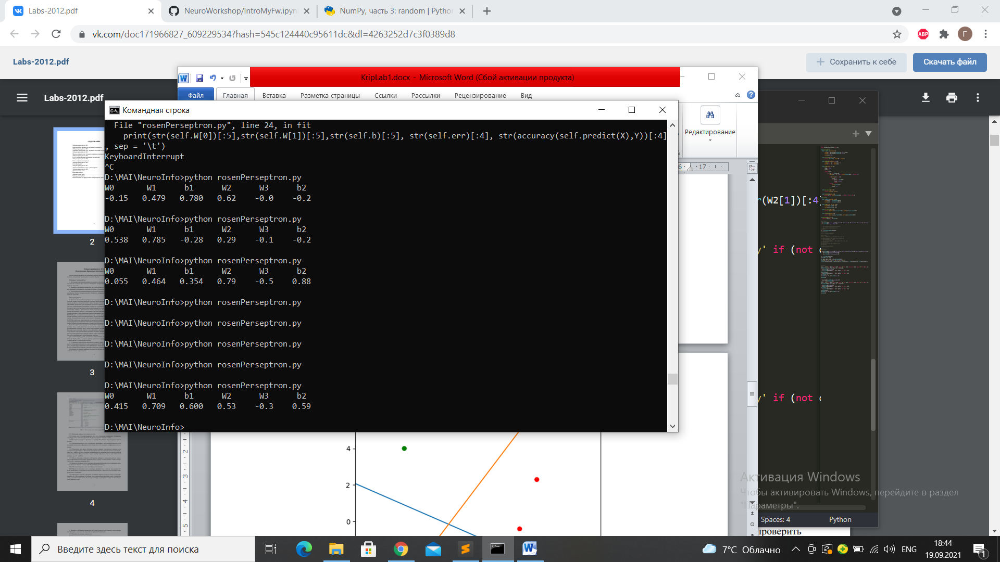 Labs-2012.pdf
NeuroWorkshop/IntroMyFw.ipyn
NumPy, часть 3: random | Pytho
vk.com/doc171966827_609229534?hash=545c124440c95611dc&dl=4263252d7c3f0389d8
ABP
Г
Labs-2012.pdf
Сохранить к себе
Скачать файл
Labs-2012.pdf
KripLab1.docx - Microsoft Word (Сбой активации продукта)
Файл Главная Вставка Разметка страницы Ссылки Рассылки Рецензирование Вид
Редактирование
Командная строка
File "rosenPerseptron.py", line 24, in fit
print(str(self.W[0])[:5],str(self.W[1])[:5],str(self.b)[:5], str(self.err)[:4], str(accuracy(self.predict(X),Y))[:4]
, sep = '\t')
KeyboardInterrupt
^C
D:\MAI\NeuroInfo>python rosenPerseptron.py
W0 W1 b1 W2 W3 b2
-0.15 0.479 0.780 0.62 -0.0 -0.2
D:\MAI\NeuroInfo>python rosenPerseptron.py
W0 W1 b1 W2 W3 b2
0.538 0.785 -0.28 0.29 -0.1 -0.2
D:\MAI\NeuroInfo>python rosenPerseptron.py
W0 W1 b1 W2 W3 b2
0.055 0.464 0.354 0.79 -0.5 0.88
D:\MAI\NeuroInfo>python rosenPerseptron.py
D:\MAI\NeuroInfo>python rosenPerseptron.py
D:\MAI\NeuroInfo>python rosenPerseptron.py
D:\MAI\NeuroInfo>python rosenPerseptron.py
D:\MAI\NeuroInfo>python rosenPerseptron.py
W0 W1 b1 W2 W3 b2
0.415 0.709 0.600 0.53 -0.3 0.59
D:\MAI\NeuroInfo>
(W2[1])[:4
y' if (not
y' if (not
2
3
4
17
4
2
0
2
3
4
5
Активация Windows
Чтобы активировать Windows, перейдите в раздел
"Параметры".
Spaces: 4 Python
проверить
Введите здесь текст для поиска
7°C Облачно
ENG
18:44
19.09.2021
1